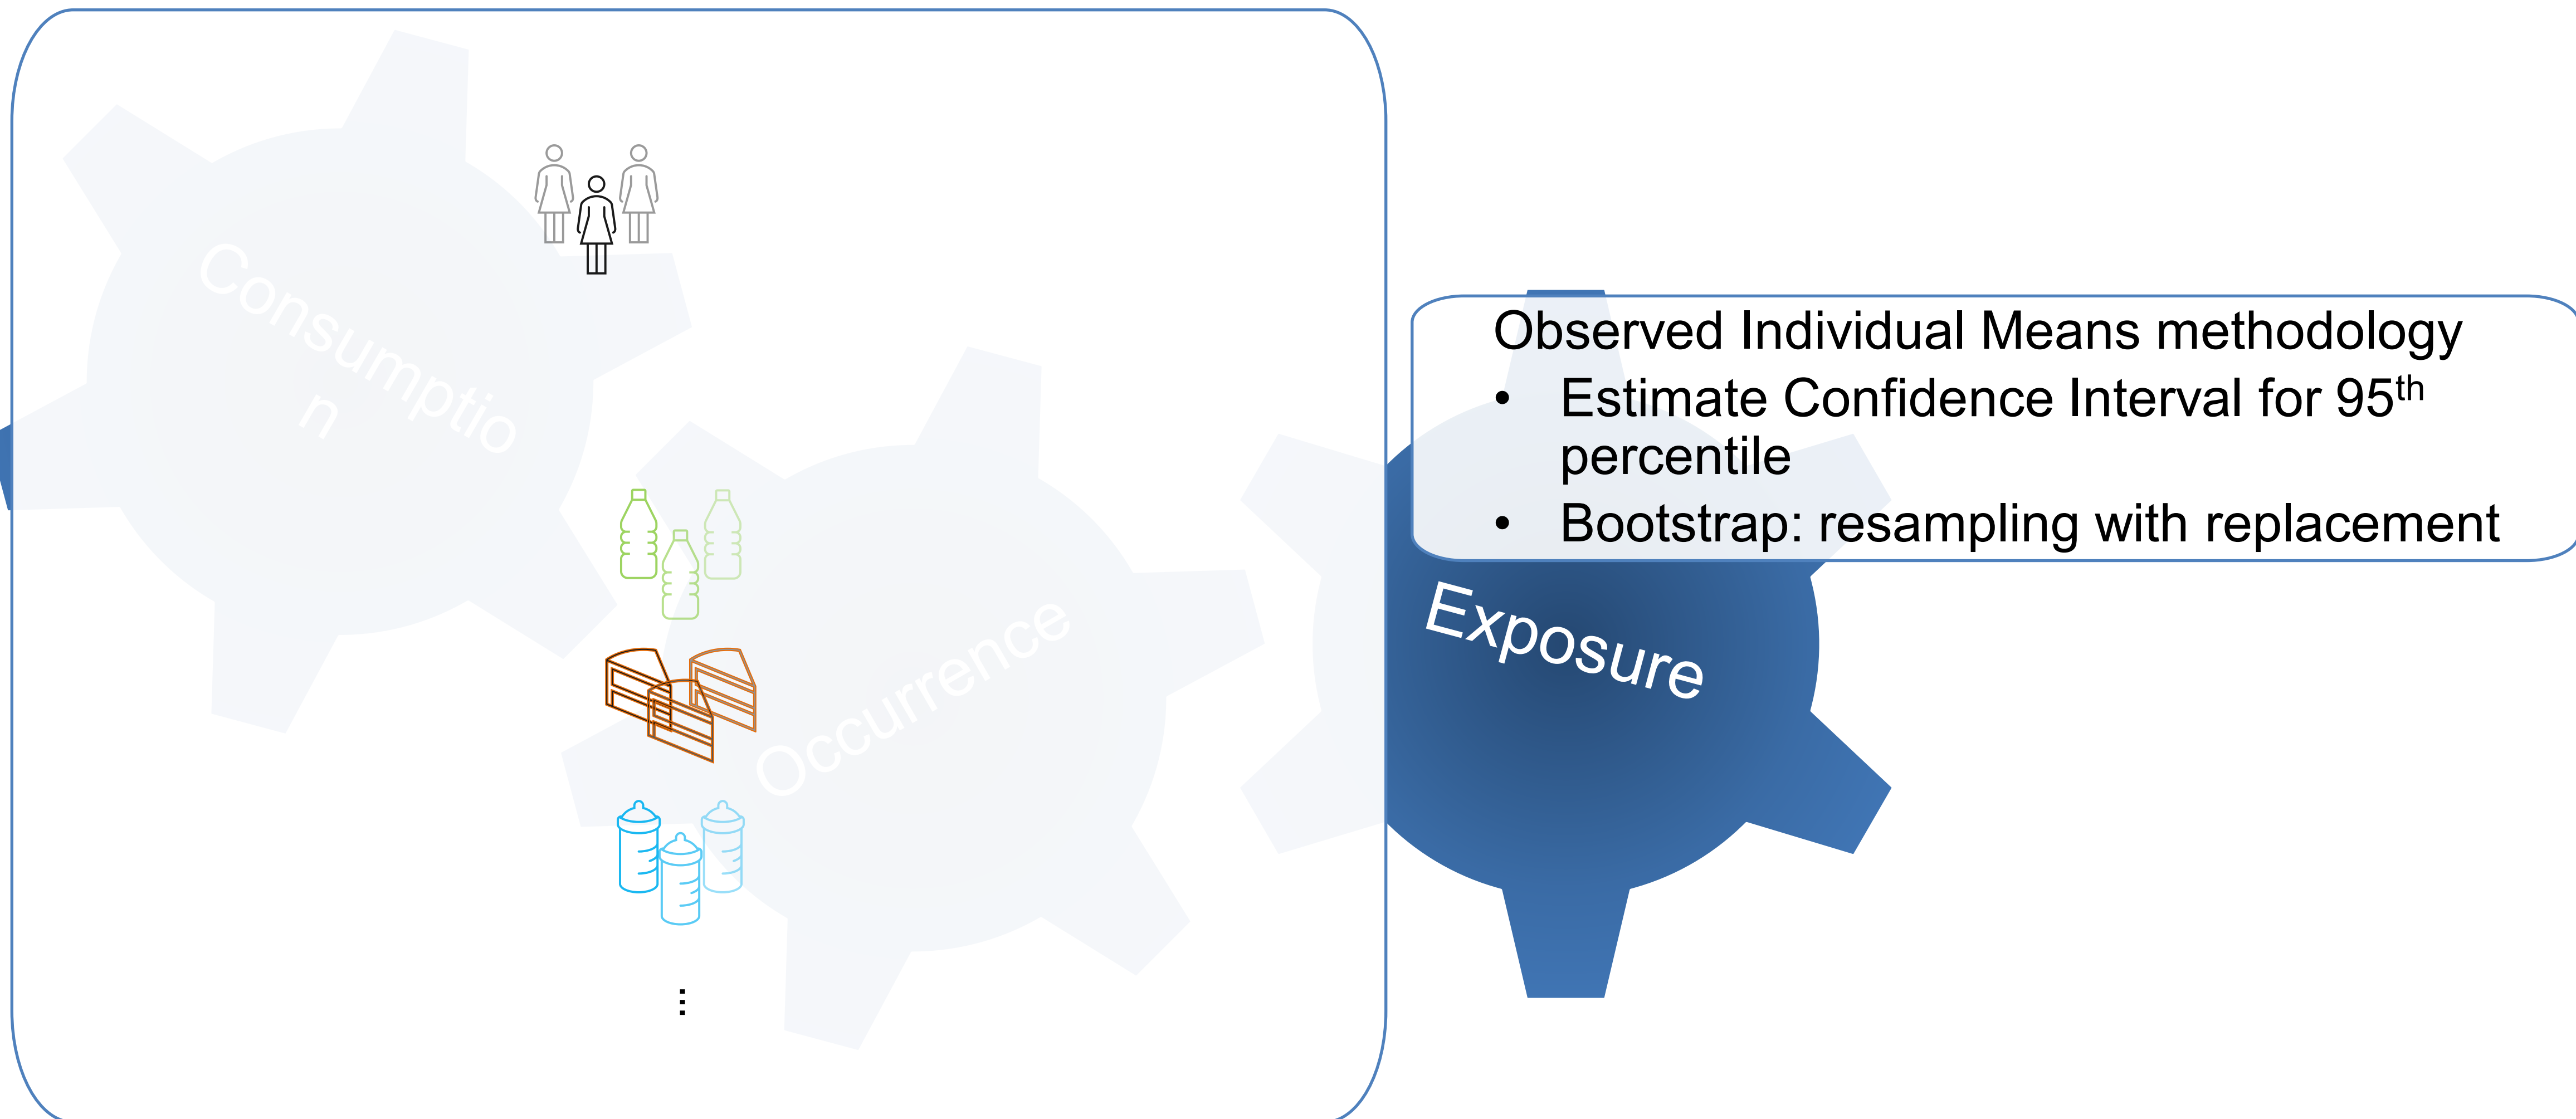 Consumptio
n
Occurrence
...
Observed Individual Means methodology
• Estimate Confidence Interval for 95th
percentile
• Bootstrap: resampling with replacement
Exposure